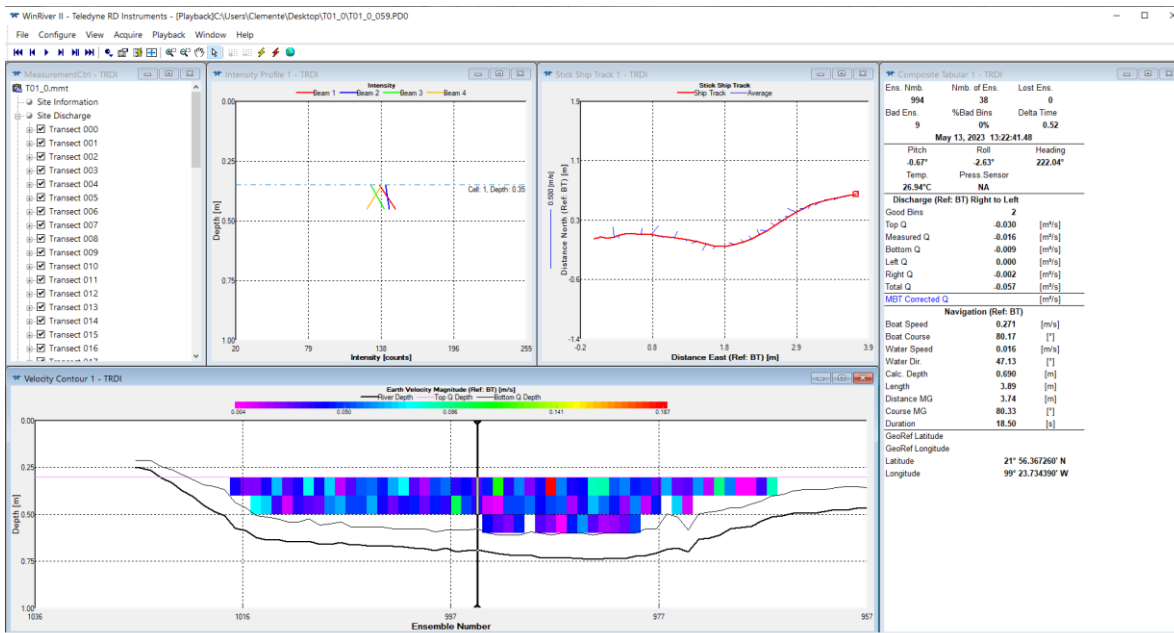 WinRiver II - Teledyne RD Instruments - [Playback]C:\Users\Clemente\Desktop\T01_0\T01_0_059.PD0
File Configure View Acquire Playback Window Help
MeasurementCtrl - TRDI
T01_0.mmt
Site Information
Site Discharge
Transect 000
Transect 001
Transect 002
Transect 003
Transect 004
Transect 005
Transect 006
Transect 007
Transect 008
Transect 009
Transect 010
Transect 011
Transect 012
Transect 013
Transect 014
Transect 015
Transect 016
Intensity Profile 1 - TRDI
Intensity
Beam 1 Beam 2 Beam 3 Beam 4
0.00
0.25
Cell: 1, Depth: 0.35
0.50
0.75
1.00
Depth [m]
20 79 138 196 255
Intensity [counts]
Stick Ship Track 1 - TRDI
Stick Ship Track
Ship Track Average
1.9
1.1
0.3
-0.6
-1.4
0.500 [m/s]
Distance North (Ref: BT) [m]
-0.2 0.8 1.8 2.9 3.9
Distance East (Ref: BT) [m]
Composite Tabular 1 - TRDI
Ens. Nmb. Nmb. of Ens. Lost Ens.
994 38 0
Bad Ens. %Bad Bins Delta Time
9 0% 0.52
May 13, 2023 13:22:41.48
Pitch Roll Heading
-0.67° -2.63° 222.04°
Temp. Press.Sensor
26.94°C NA
Discharge (Ref: BT) Right to Left
Good Bins 2
Top Q -0.030 [m³/s]
Measured Q -0.016 [m³/s]
Bottom Q -0.009 [m³/s]
Left Q 0.000 [m³/s]
Right Q -0.002 [m³/s]
Total Q -0.057 [m³/s]
MBT Corrected Q [m³/s]
Navigation (Ref: BT)
Boat Speed 0.271 [m/s]
Boat Course 80.17 [°]
Water Speed 0.016 [m/s]
Water Dir. 47.13 [°]
Calc. Depth 0.690 [m]
Length 3.89 [m]
Distance MG 3.74 [m]
Course MG 80.33 [°]
Duration 18.50 [s]
GeoRef Latitude
GeoRef Longitude
Latitude 21° 56.367260' N
Longitude 99° 23.734390' W
Velocity Contour 1 - TRDI
Earth Velocity Magnitude (Ref: BT) [m/s]
River Depth Top Q Depth Bottom Q Depth
0.004 0.050 0.096 0.141 0.187
0.00
0.25
0.50
0.75
1.00
Depth [m]
1036 1016 997 977 957
Ensemble Number